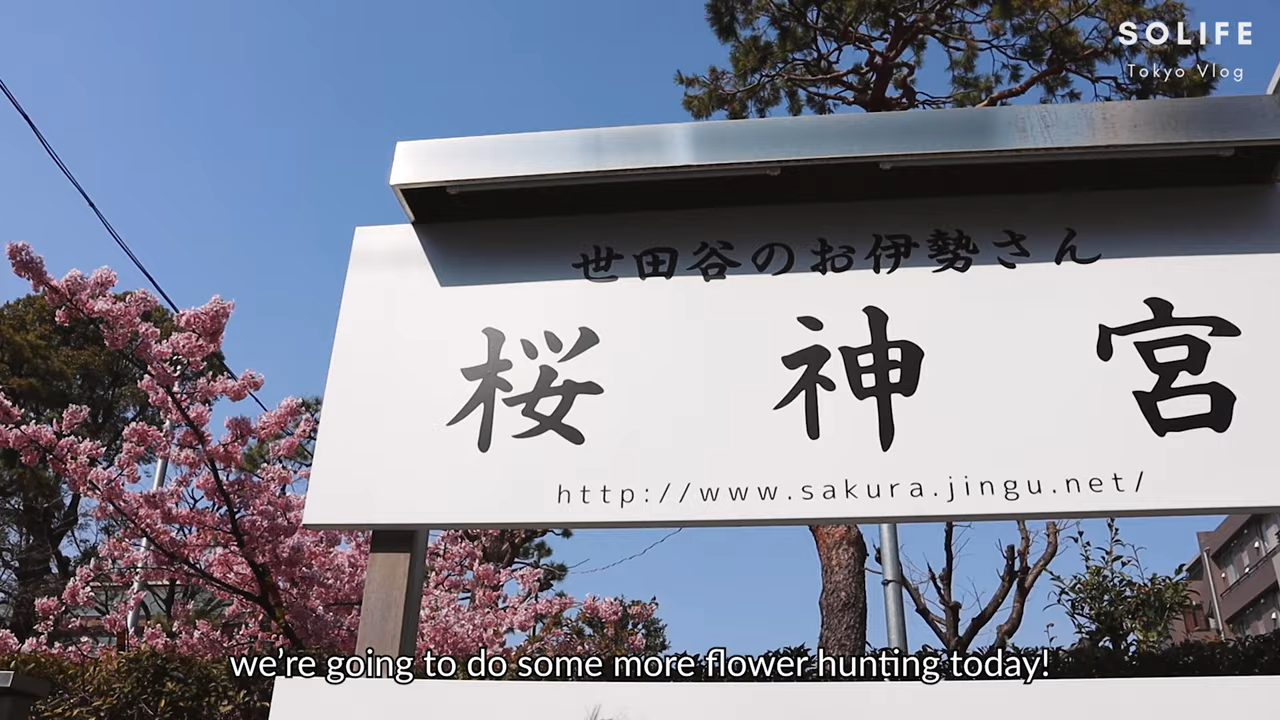 SOLIFE
Tokyo Vlog
世田谷のお伊勢さん
桜神宮
http://www.sakura.jingu.net/
we're going to do some more flower hunting today!